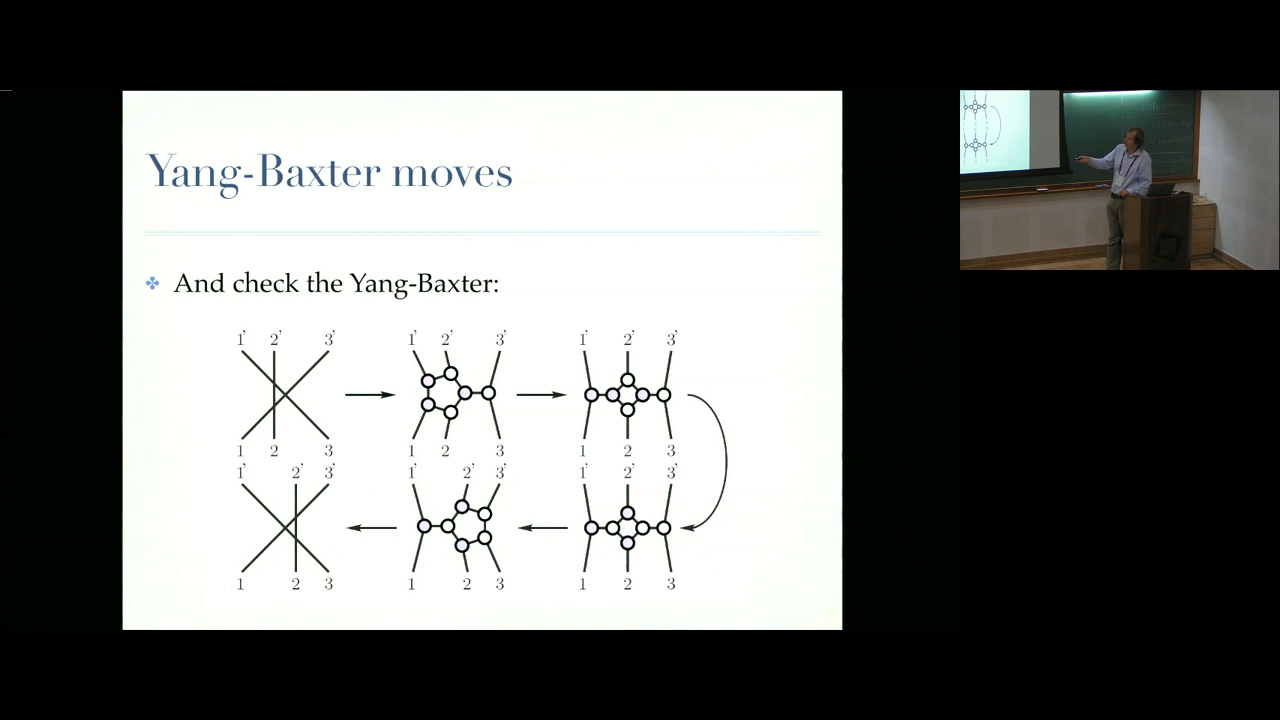 Yang-Baxter moves
And check the Yang-Baxter:
1' 2' 3' 1' 2' 3' 1' 2' 3'
1 2 3 1 2 3 1 2 3
1' 2' 3' 1' 2' 3' 1' 2' 3'
1 2 3 1 2 3 1 2 3